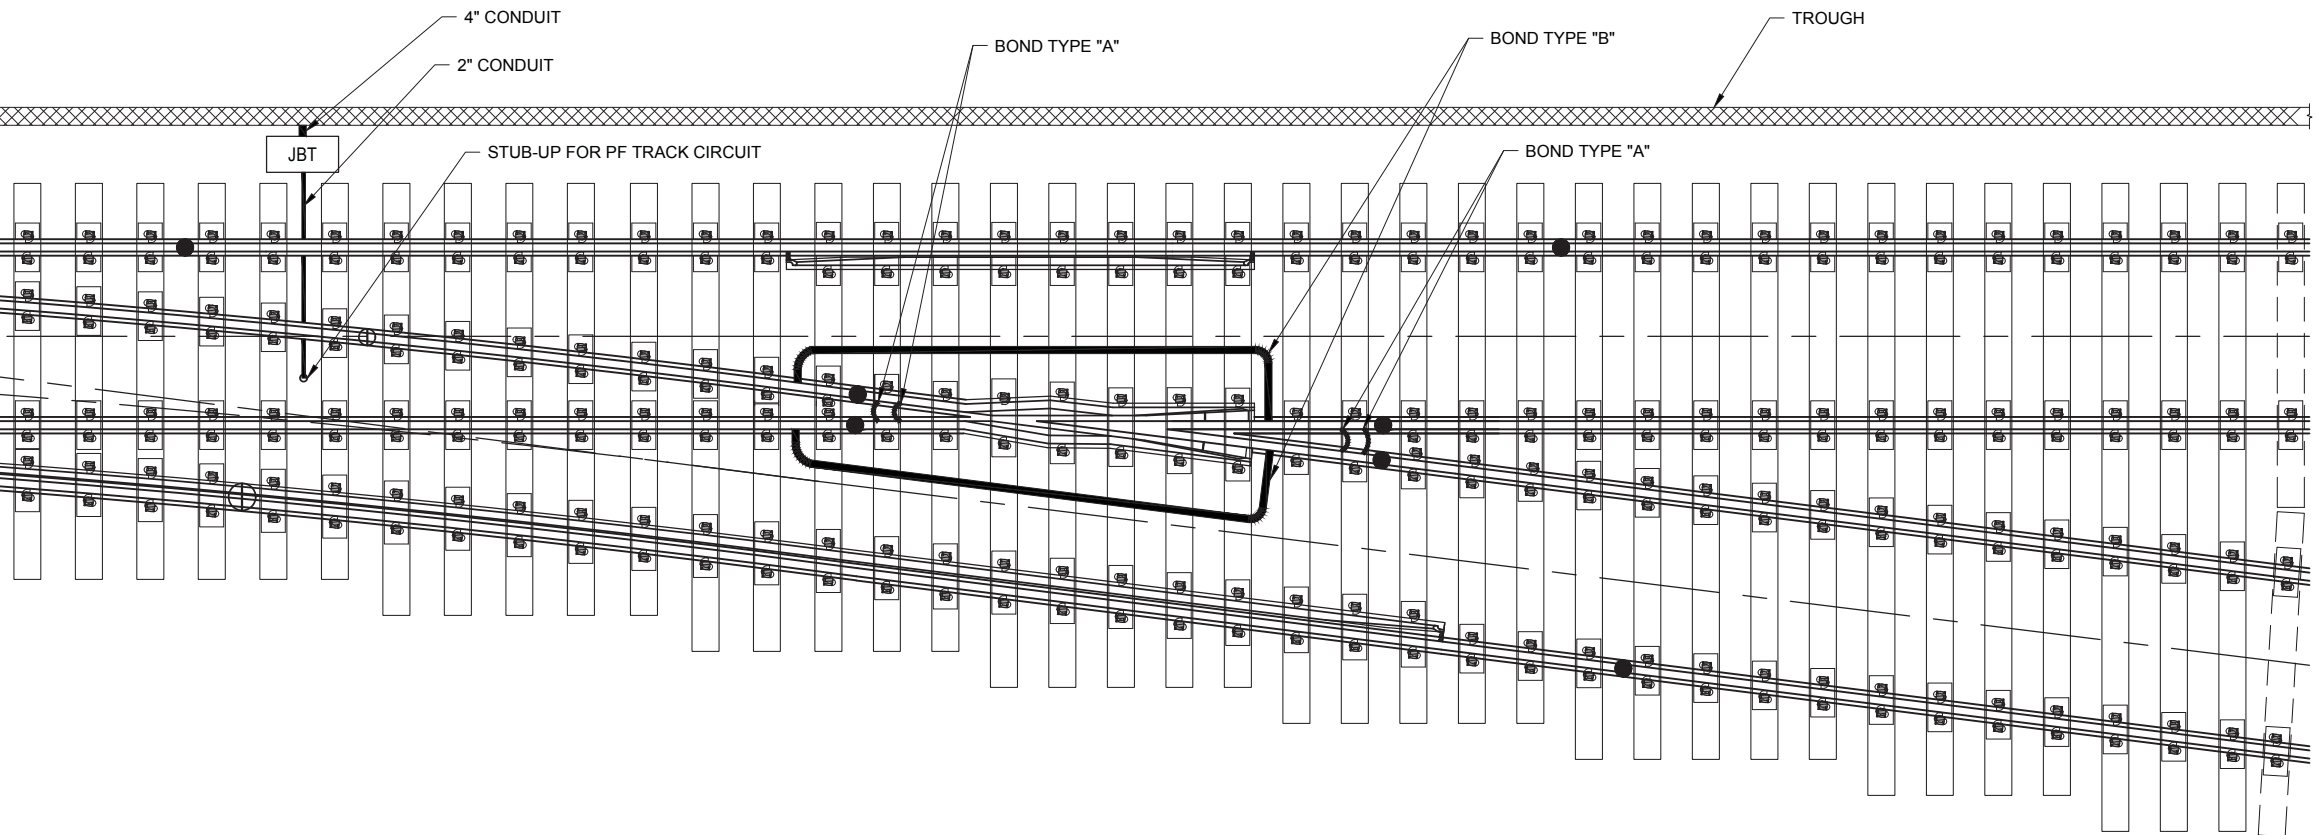 4" CONDUIT
2" CONDUIT
BOND TYPE "A"
BOND TYPE "B"
TROUGH
JBT
STUB-UP FOR PF TRACK CIRCUIT
BOND TYPE "A"